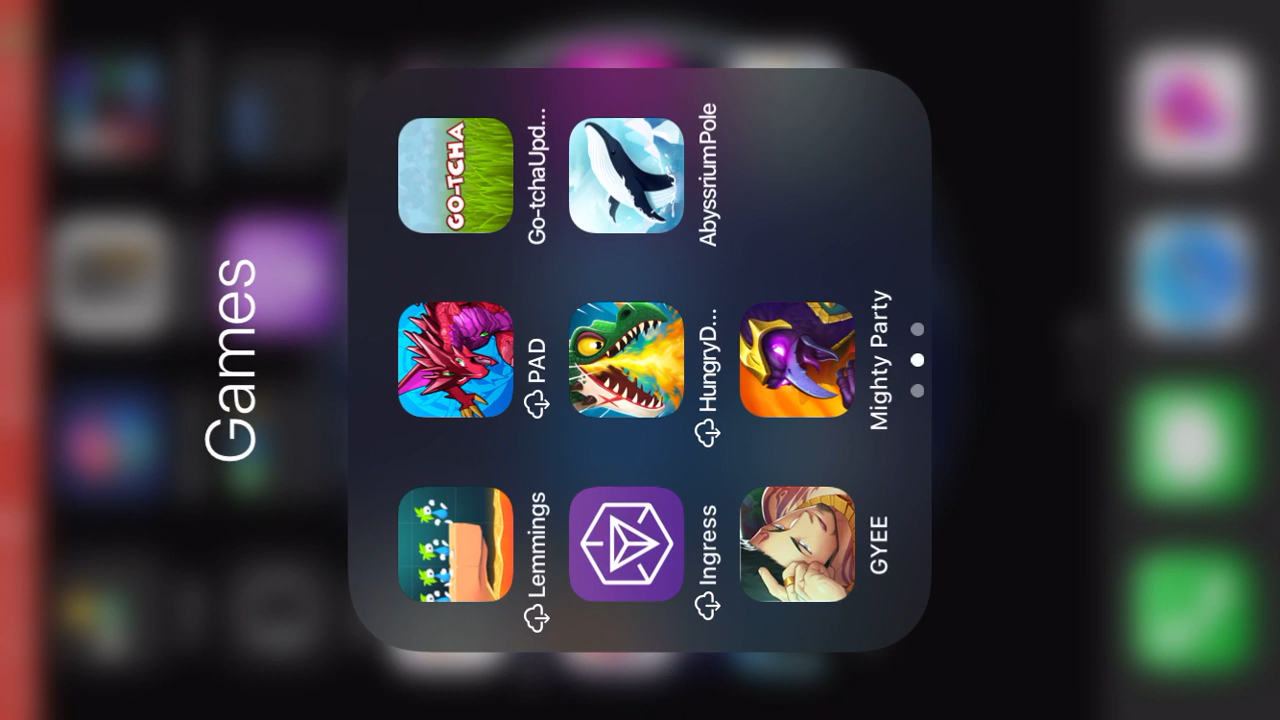 Games
GO-TCHA
Lemmings
PAD
Go-tchaUpd...
Ingress
HungryD...
AbyssriumPole
GYEE
Mighty Party